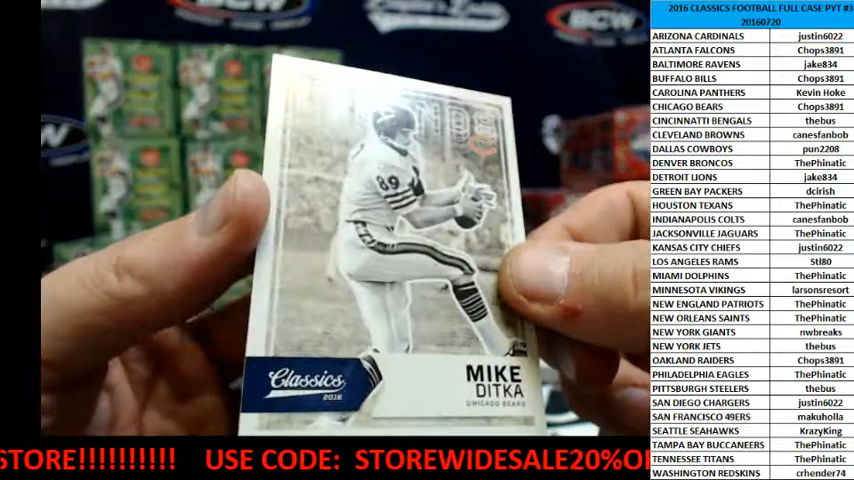 2016 CLASSICS FOOTBALL FULL CASE PYT #3
20160720
ARIZONA CARDINALS justin6022
ATLANTA FALCONS Chops3891
BALTIMORE RAVENS jake834
BUFFALO BILLS Chops3891
CAROLINA PANTHERS Kevin Hoke
CHICAGO BEARS Chops3891
CINCINNATI BENGALS thebus
CLEVELAND BROWNS canesfanbob
DALLAS COWBOYS pun2208
DENVER BRONCOS ThePhinatic
DETROIT LIONS jake834
GREEN BAY PACKERS dcirish
HOUSTON TEXANS ThePhinatic
INDIANAPOLIS COLTS canesfanbob
JACKSONVILLE JAGUARS ThePhinatic
KANSAS CITY CHIEFS justin6022
LOS ANGELES RAMS Stl80
MIAMI DOLPHINS ThePhinatic
MINNESOTA VIKINGS larsonsresort
NEW ENGLAND PATRIOTS ThePhinatic
NEW ORLEANS SAINTS ThePhinatic
NEW YORK GIANTS nwbreaks
NEW YORK JETS thebus
OAKLAND RAIDERS Chops3891
PHILADELPHIA EAGLES ThePhinatic
PITTSBURGH STEELERS thebus
SAN DIEGO CHARGERS justin6022
SAN FRANCISCO 49ERS makuholla
SEATTLE SEAHAWKS KrazyKing
TAMPA BAY BUCCANEERS ThePhinatic
TENNESSEE TITANS ThePhinatic
WASHINGTON REDSKINS crhender74
BCW
89
Classics
2016
MIKE
DITKA
CHICAGO BEARS
STORE!!!!!!!!!! USE CODE: STOREWIDESALE20%OF